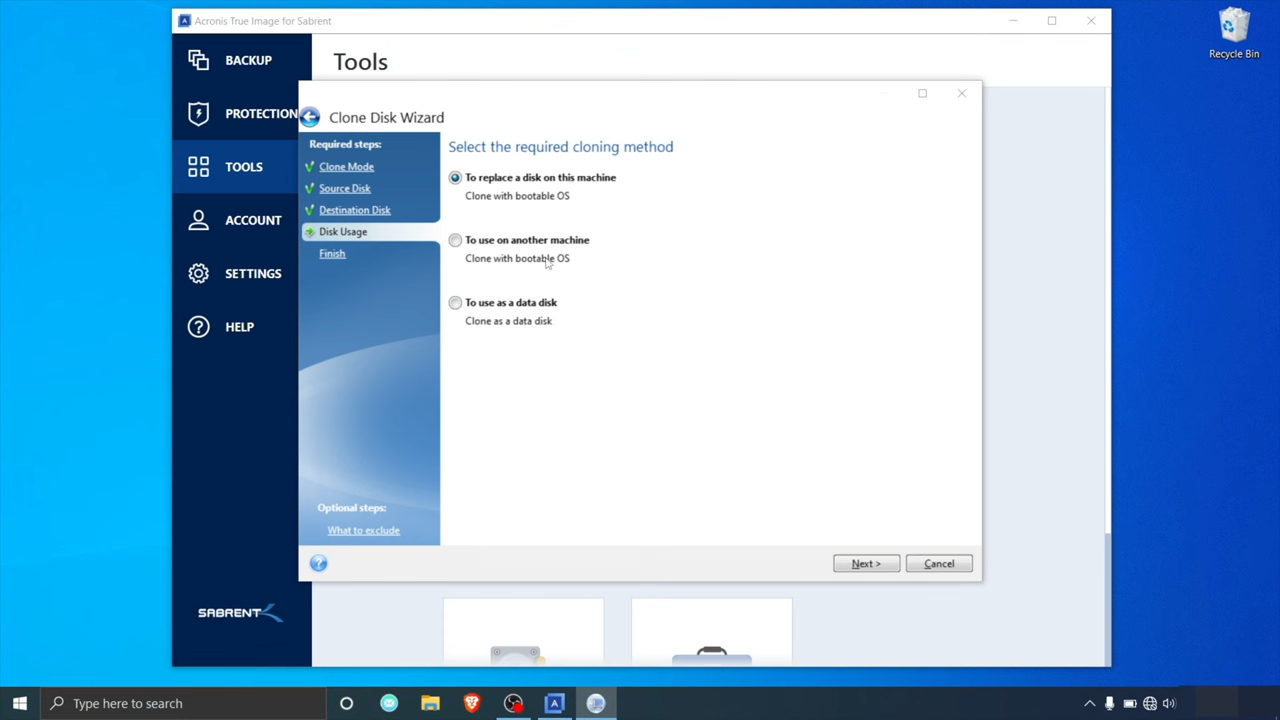 Acronis True Image for Sabrent
Recycle Bin
BACKUP
PROTECTION
TOOLS
ACCOUNT
SETTINGS
HELP
SABRENT
Tools
Clone Disk Wizard
Required steps:
Clone Mode
Source Disk
Destination Disk
Disk Usage
Finish
Optional steps:
What to exclude
Select the required cloning method
To replace a disk on this machine
Clone with bootable OS
To use on another machine
Clone with bootable OS
To use as a data disk
Clone as a data disk
Next >
Cancel
Type here to search